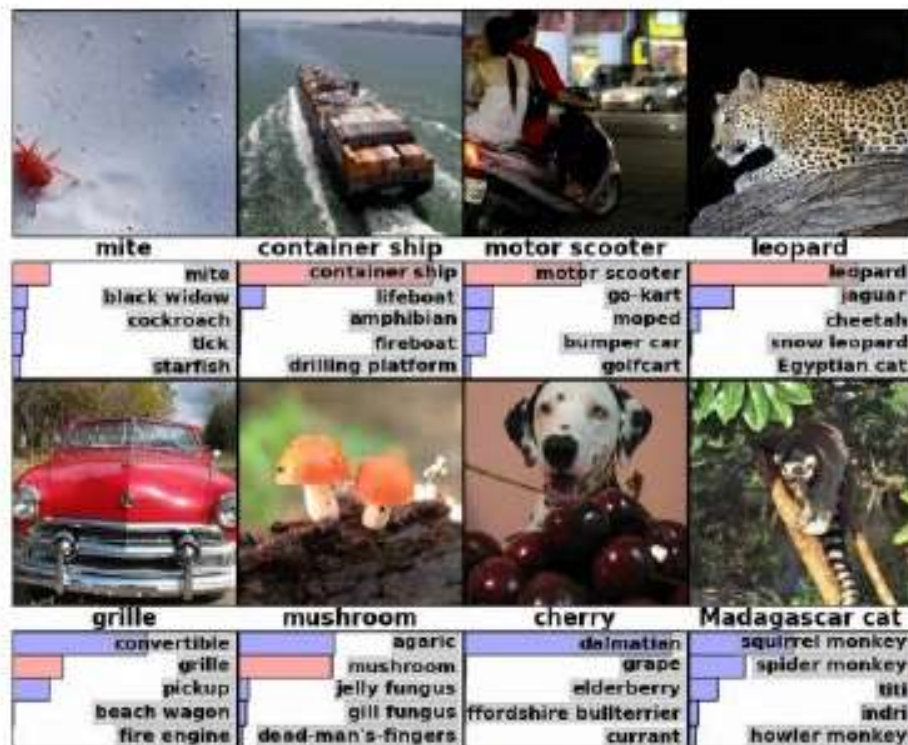 mite
container ship
motor scooter
leopard
mite
black widow
cockroach
tick
starfish
container ship
lifeboat
amphibian
fireboat
drilling platform
motor scooter
go-kart
moped
bumper car
golfcart
leopard
jaguar
cheetah
snow leopard
Egyptian cat
grille
mushroom
cherry
Madagascar cat
convertible
grille
pickup
beach wagon
fire engine
agaric
mushroom
jelly fungus
gill fungus
dead-man's-fingers
dalmatian
grape
elderberry
ffordshire bullterrier
currant
squirrel monkey
spider monkey
titi
indri
howler monkey